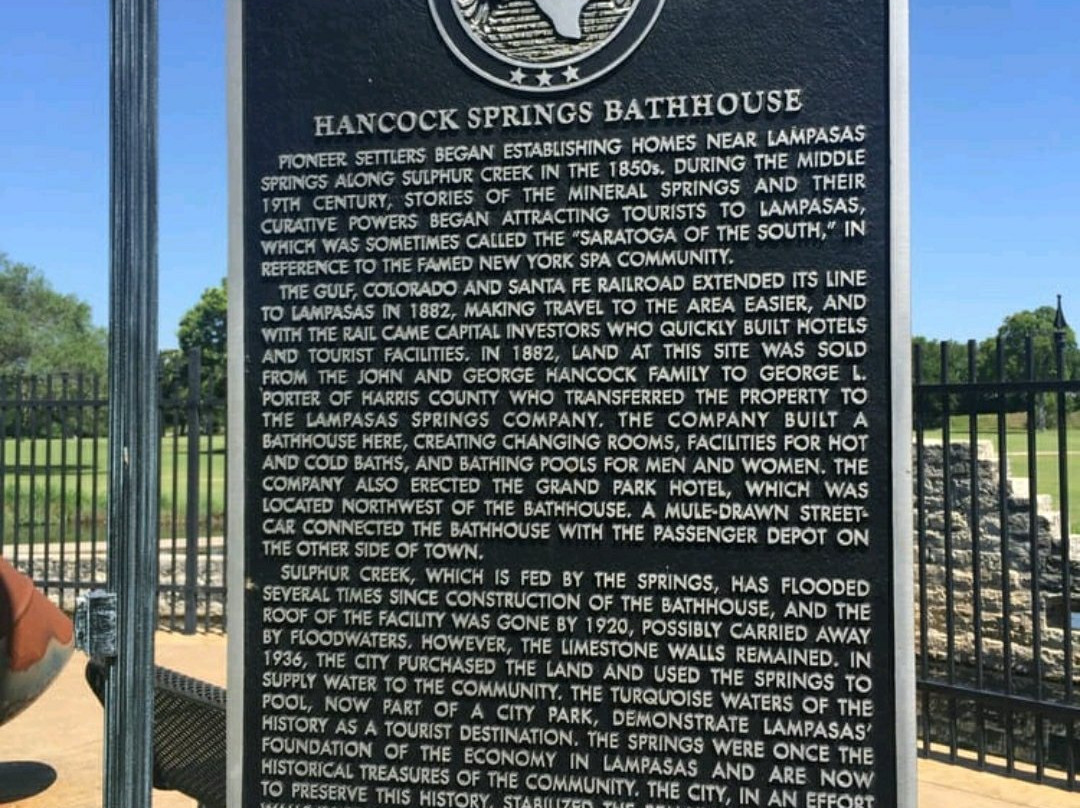 HANCOCK SPRINGS BATHHOUSE
PIONEER SETTLERS BEGAN ESTABLISHING HOMES NEAR LAMPASAS
SPRINGS ALONG SULPHUR CREEK IN THE 1850s. DURING THE MIDDLE
19TH CENTURY, STORIES OF THE MINERAL SPRINGS AND THEIR
CURATIVE POWERS BEGAN ATTRACTING TOURISTS TO LAMPASAS,
WHICH WAS SOMETIMES CALLED THE "SARATOGA OF THE SOUTH," IN
REFERENCE TO THE FAMED NEW YORK SPA COMMUNITY.
THE GULF, COLORADO AND SANTA FE RAILROAD EXTENDED ITS LINE
TO LAMPASAS IN 1882, MAKING TRAVEL TO THE AREA EASIER, AND
WITH THE RAIL CAME CAPITAL INVESTORS WHO QUICKLY BUILT HOTELS
AND TOURIST FACILITIES. IN 1882, LAND AT THIS SITE WAS SOLD
FROM THE JOHN AND GEORGE HANCOCK FAMILY TO GEORGE L.
PORTER OF HARRIS COUNTY WHO TRANSFERRED THE PROPERTY TO
THE LAMPASAS SPRINGS COMPANY. THE COMPANY BUILT A
BATHHOUSE HERE, CREATING CHANGING ROOMS, FACILITIES FOR HOT
AND COLD BATHS, AND BATHING POOLS FOR MEN AND WOMEN. THE
COMPANY ALSO ERECTED THE GRAND PARK HOTEL, WHICH WAS
LOCATED NORTHWEST OF THE BATHHOUSE. A MULE-DRAWN STREET-
CAR CONNECTED THE BATHHOUSE WITH THE PASSENGER DEPOT ON
THE OTHER SIDE OF TOWN.
SULPHUR CREEK, WHICH IS FED BY THE SPRINGS, HAS FLOODED
SEVERAL TIMES SINCE CONSTRUCTION OF THE BATHHOUSE, AND THE
ROOF OF THE FACILITY WAS GONE BY 1920, POSSIBLY CARRIED AWAY
BY FLOODWATERS. HOWEVER, THE LIMESTONE WALLS REMAINED. IN
1936, THE CITY PURCHASED THE LAND AND USED THE SPRINGS TO
SUPPLY WATER TO THE COMMUNITY. THE TURQUOISE WATERS OF THE
POOL, NOW PART OF A CITY PARK, DEMONSTRATE LAMPASAS'
HISTORY AS A TOURIST DESTINATION. THE SPRINGS WERE ONCE THE
FOUNDATION OF THE ECONOMY IN LAMPASAS AND ARE NOW
HISTORICAL TREASURES OF THE COMMUNITY. THE CITY, IN AN EFFORT
TO PRESERVE THIS HISTORY, STABILIZED THE